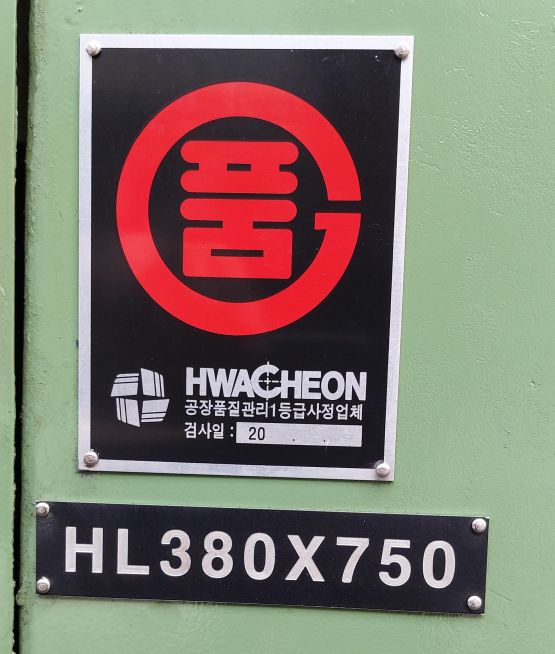 품
HWACHEON
공장품질관리1등급사정업체
검사일 : 20
HL380X750